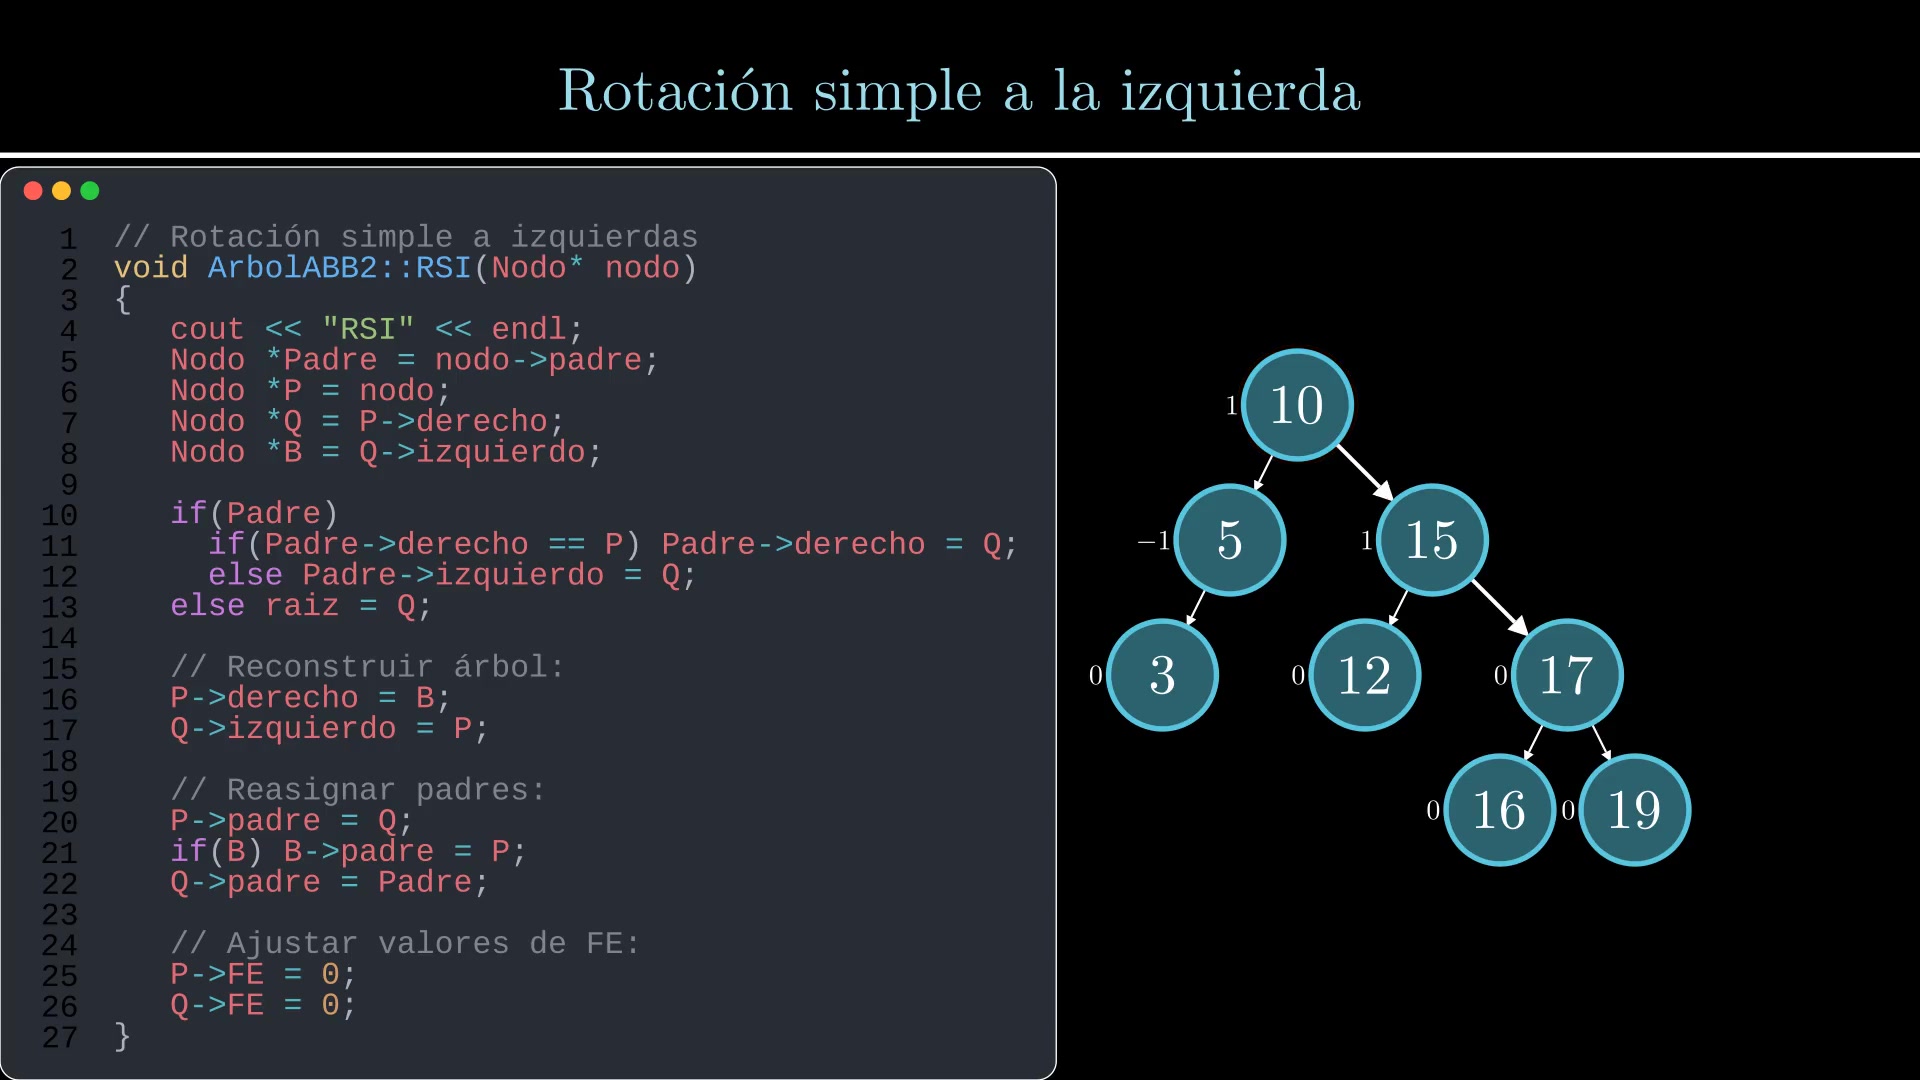 Rotación simple a la izquierda
1 // Rotación simple a izquierdas
2 void ArbolABB2::RSI(Nodo* nodo)
3 {
4 cout << "RSI" << endl;
5 Nodo *Padre = nodo->padre;
6 Nodo *P = nodo;
7 Nodo *Q = P->derecho;
8 Nodo *B = Q->izquierdo;
9
10 if(Padre)
11 if(Padre->derecho == P) Padre->derecho = Q;
12 else Padre->izquierdo = Q;
13 else raiz = Q;
14
15 // Reconstruir árbol:
16 P->derecho = B;
17 Q->izquierdo = P;
18
19 // Reasignar padres:
20 P->padre = Q;
21 if(B) B->padre = P;
22 Q->padre = Padre;
23
24 // Ajustar valores de FE:
25 P->FE = 0;
26 Q->FE = 0;
27 }
1 10
−1 5 1 15
0 3 0 12 0 17
0 16 0 19